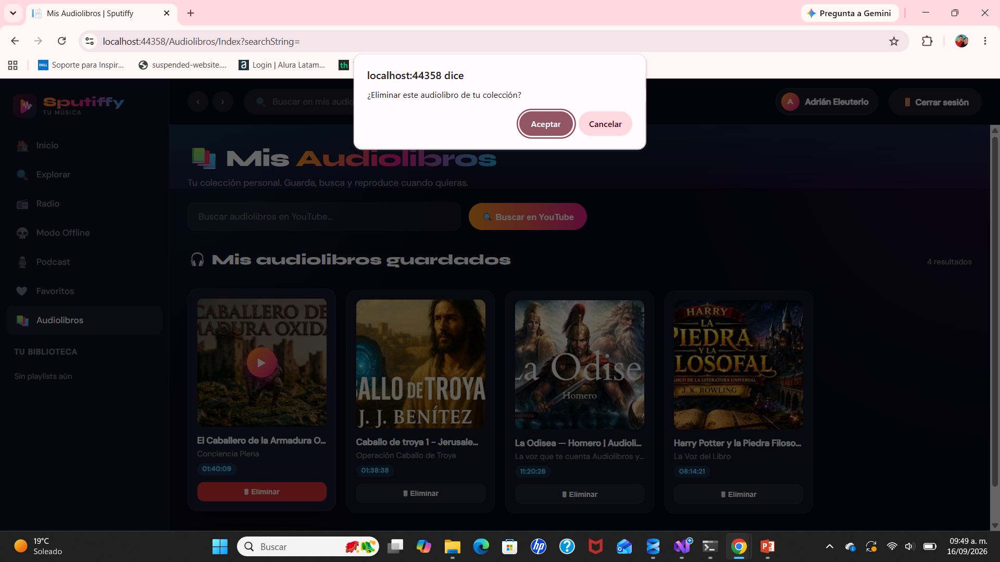 Mis Audiolibros | Sputiffy
Pregunta a Gemini
localhost:44358/Audiolibros/Index?searchString=
DELL Soporte para Inspir...
suspended-website....
a Login | Alura Latam...
th
localhost:44358 dice
¿Eliminar este audiolibro de tu colección?
Aceptar
Cancelar
Sputiffy
TU MÚSICA
‹ ›
Buscar en mis audio
A Adrián Eleuterio
Cerrar sesión
Inicio
Explorar
Radio
Modo Offline
Podcast
Favoritos
Audiolibros
TU BIBLIOTECA
Sin playlists aún
Mis Audiolibros
Tu colección personal. Guarda, busca y reproduce cuando quieras.
Buscar audiolibros en YouTube...
Buscar en YouTube
Mis audiolibros guardados
4 resultados
CABALLERO DE
MADURA OXIDA
El Caballero de la Armadura O...
Conciencia Plena
01:40:09
Eliminar
BALLO DE TROYA
J. J. BENÍTEZ
Caballo de troya 1 – Jerusale...
Operación Caballo de Troya
01:38:38
Eliminar
La Odise
Homero
La Odisea — Homero | Audioli...
La voz que te cuenta Audiolibros y...
11:20:26
Eliminar
HARRY
LA
PIEDRA
Y LA
LOSOFAL
ÁSICO DE LA LITERATURA UNIVERSAL
J. K. ROWLING
Harry Potter y la Piedra Filoso...
La Voz del Libro
08:14:21
Eliminar
19°C
Soleado
Buscar
09:49 a. m.
16/09/2026